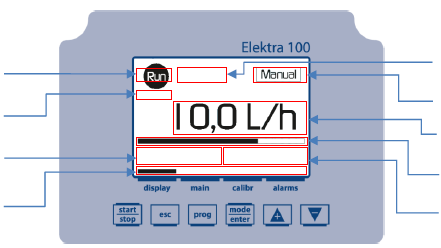 Elektra 100
Run Manual
10,0 L/h
display main calibr alarms
start stop esc prog mode enter